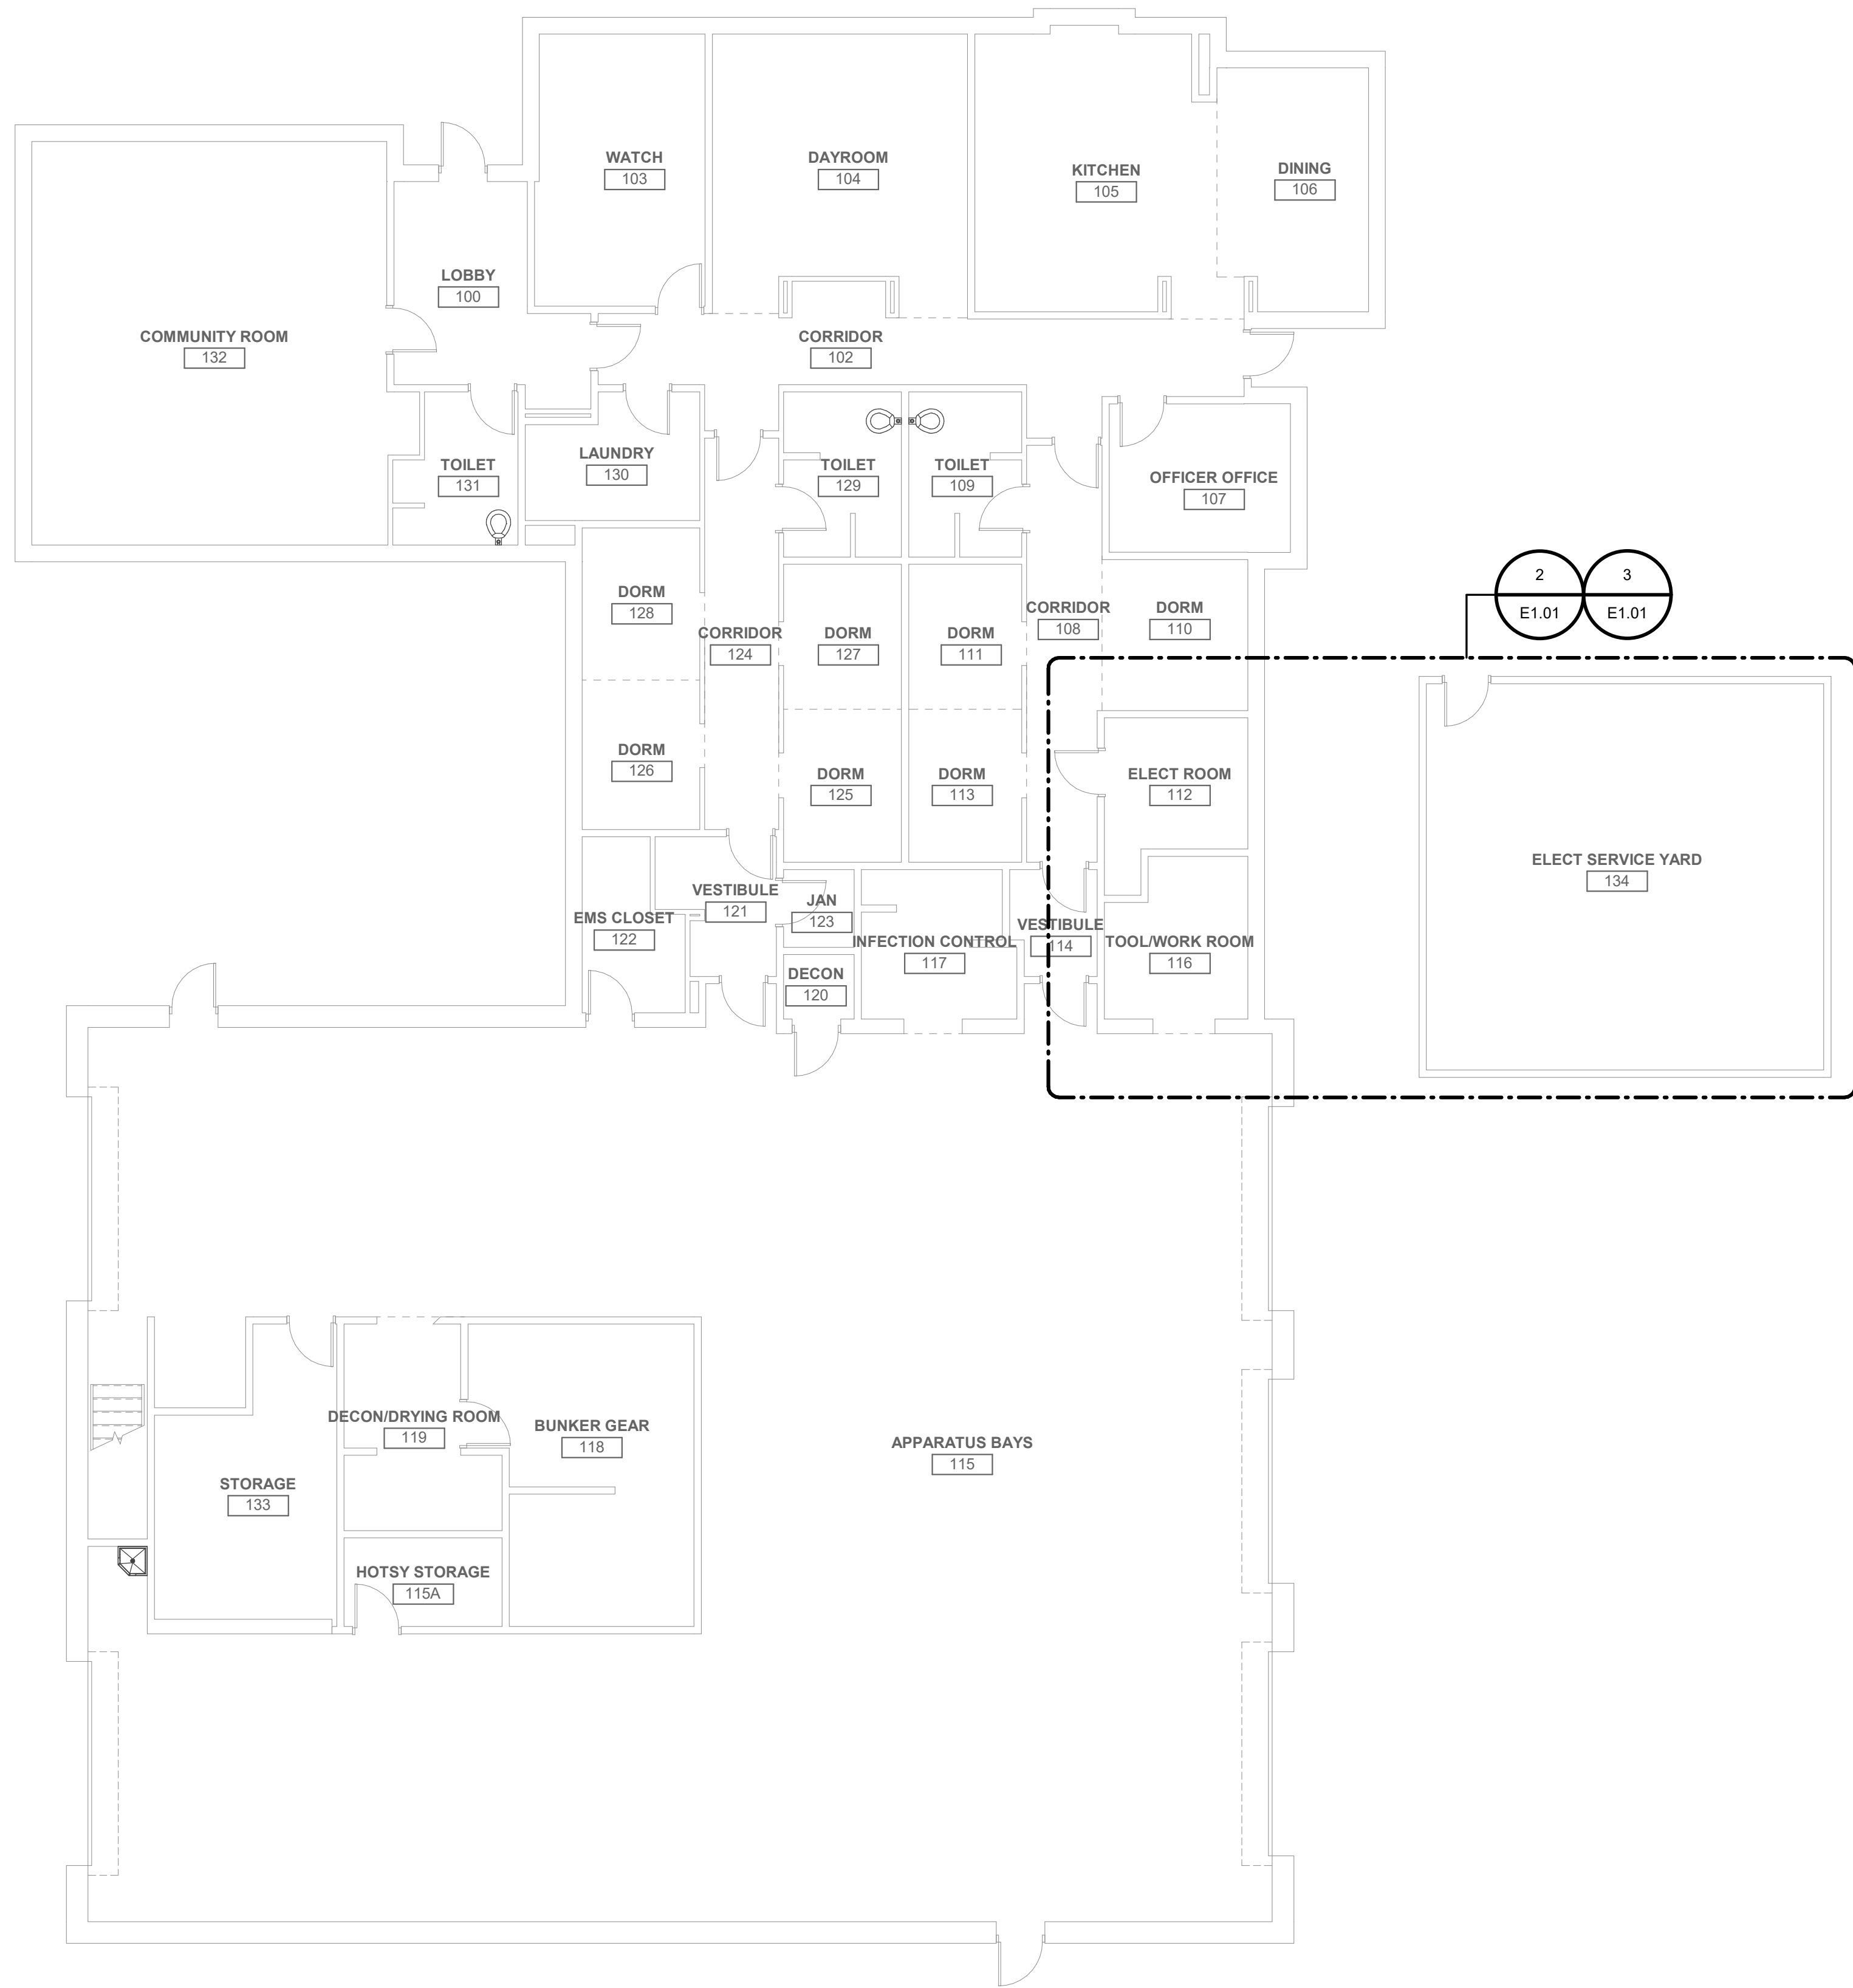 WATCH
103
DAYROOM
104
KITCHEN
105
DINING
106
LOBBY
100
COMMUNITY ROOM
132
CORRIDOR
102
TOILET
131
LAUNDRY
130
TOILET
129
TOILET
109
OFFICER OFFICE
107
2
E1.01
3
E1.01
DORM
128
CORRIDOR
124
DORM
127
DORM
111
CORRIDOR
108
DORM
110
DORM
126
DORM
125
DORM
113
ELECT ROOM
112
ELECT SERVICE YARD
134
VESTIBULE
121
EMS CLOSET
122
JAN
123
INFECTION CONTROL
117
VESTIBULE
114
TOOL/WORK ROOM
116
DECON
120
DECON/DRYING ROOM
119
BUNKER GEAR
118
APPARATUS BAYS
115
STORAGE
133
HOTSY STORAGE
115A